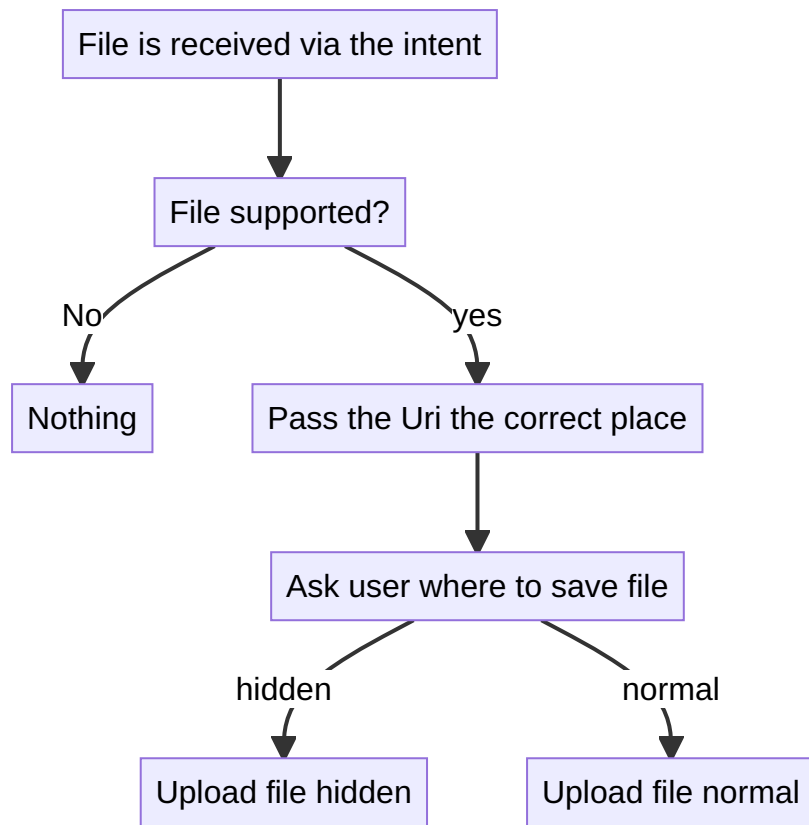 File is received via the intent
File supported?
No
yes
Nothing
Pass the Uri the correct place
Ask user where to save file
hidden
normal
Upload file hidden
Upload file normal